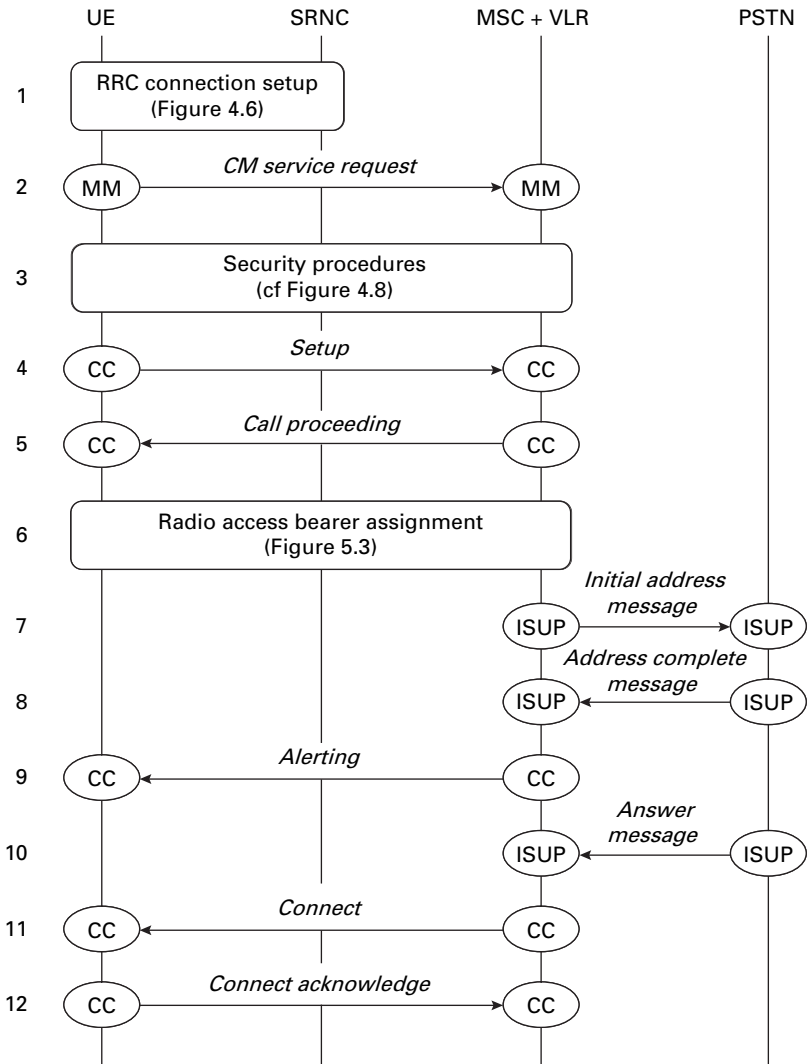 UE SRNC MSC + VLR PSTN
1 RRC connection setup
(Figure 4.6)
2 MM CM service request MM
3 Security procedures
(cf Figure 4.8)
4 CC Setup CC
5 CC Call proceeding CC
6 Radio access bearer assignment
(Figure 5.3)
Initial address
message
7 ISUP ISUP
Address complete
message
8 ISUP ISUP
9 CC Alerting CC
Answer
message
10 ISUP ISUP
11 CC Connect CC
12 CC Connect acknowledge CC